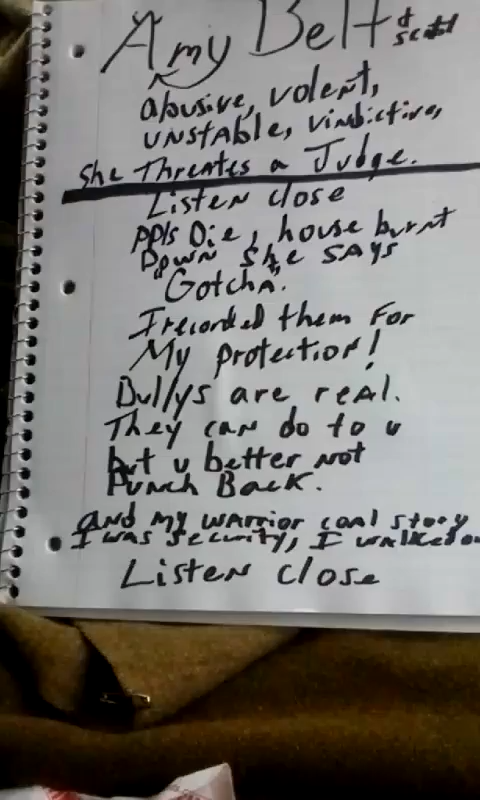 Amy Belt &
abusive, volent,
unstable, vindictive,
she Threates a Judge.
Listen close
ppls Die, house burnt
Down she says
"Gotcha".
I recorded them for
My protection!
Bullys are real.
They can do to u
but u better not
Punch Back.
and my warrior coal story
I was security, I walked
Listen close